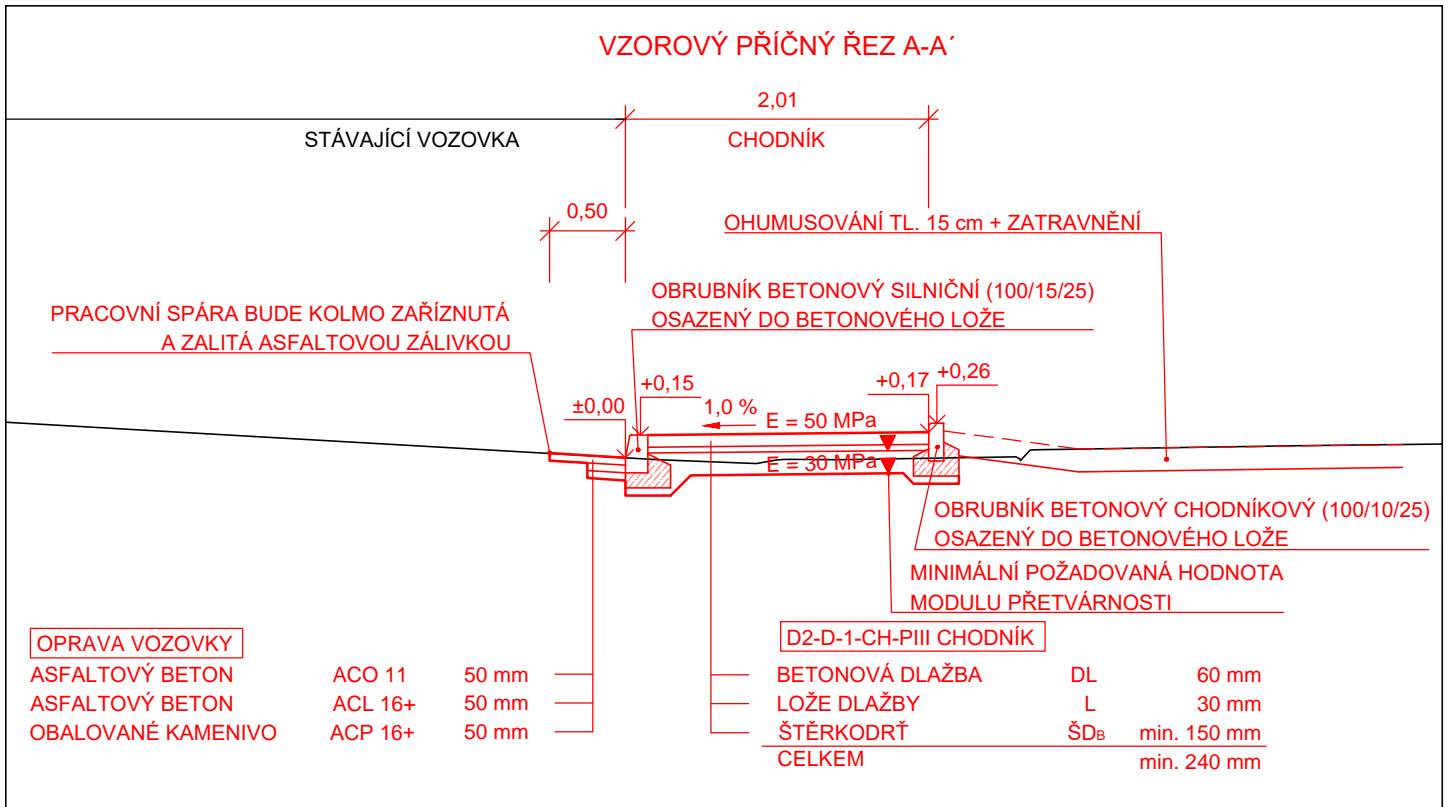 VZOROVÝ PŘÍČNÝ ŘEZ A-A´
2,01
STÁVAJÍCÍ VOZOVKA
CHODNÍK
0,50
OHUMUSOVÁNÍ TL. 15 cm + ZATRAVNĚNÍ
OBRUBNÍK BETONOVÝ SILNIČNÍ (100/15/25)
OSAZENÝ DO BETONOVÉHO LOŽE
PRACOVNÍ SPÁRA BUDE KOLMO ZAŘÍZNUTÁ
A ZALITÁ ASFALTOVOU ZÁLIVKOU
±0,00
+0,15
1,0 %
E = 50 MPa
+0,17
+0,26
E = 30 MPa
OBRUBNÍK BETONOVÝ CHODNÍKOVÝ (100/10/25)
OSAZENÝ DO BETONOVÉHO LOŽE
MINIMÁLNÍ POŽADOVANÁ HODNOTA
MODULU PŘETVÁRNOSTI
OPRAVA VOZOVKY
ASFALTOVÝ BETON ACO 11 50 mm
ASFALTOVÝ BETON ACL 16+ 50 mm
OBALOVANÉ KAMENIVO ACP 16+ 50 mm
D2-D-1-CH-PIII CHODNÍK
BETONOVÁ DLAŽBA DL 60 mm
LOŽE DLAŽBY L 30 mm
ŠTĚRKODRŤ ŠDB min. 150 mm
CELKEM min. 240 mm